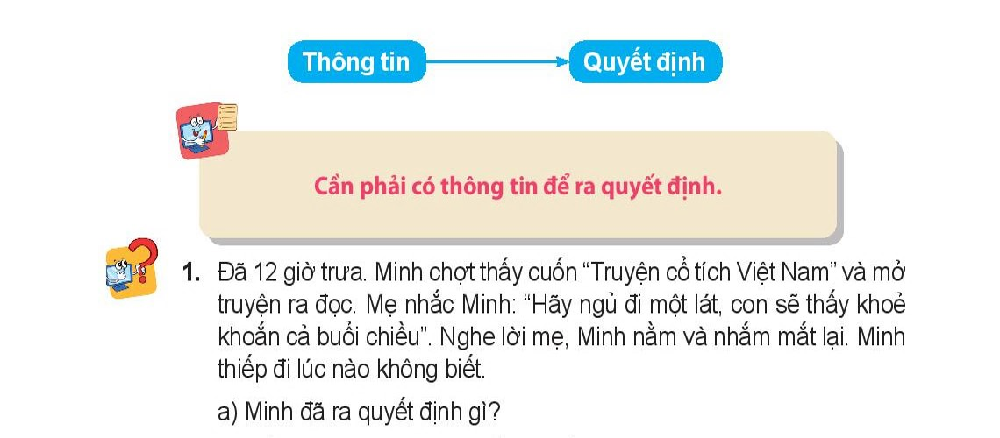 Thông tin Quyết định
Cần phải có thông tin để ra quyết định.
1. Đã 12 giờ trưa. Minh chợt thấy cuốn “Truyện cổ tích Việt Nam” và mở
truyện ra đọc. Mẹ nhắc Minh: “Hãy ngủ đi một lát, con sẽ thấy khoẻ
khoắn cả buổi chiều”. Nghe lời mẹ, Minh nằm và nhắm mắt lại. Minh
thiếp đi lúc nào không biết.
a) Minh đã ra quyết định gì?